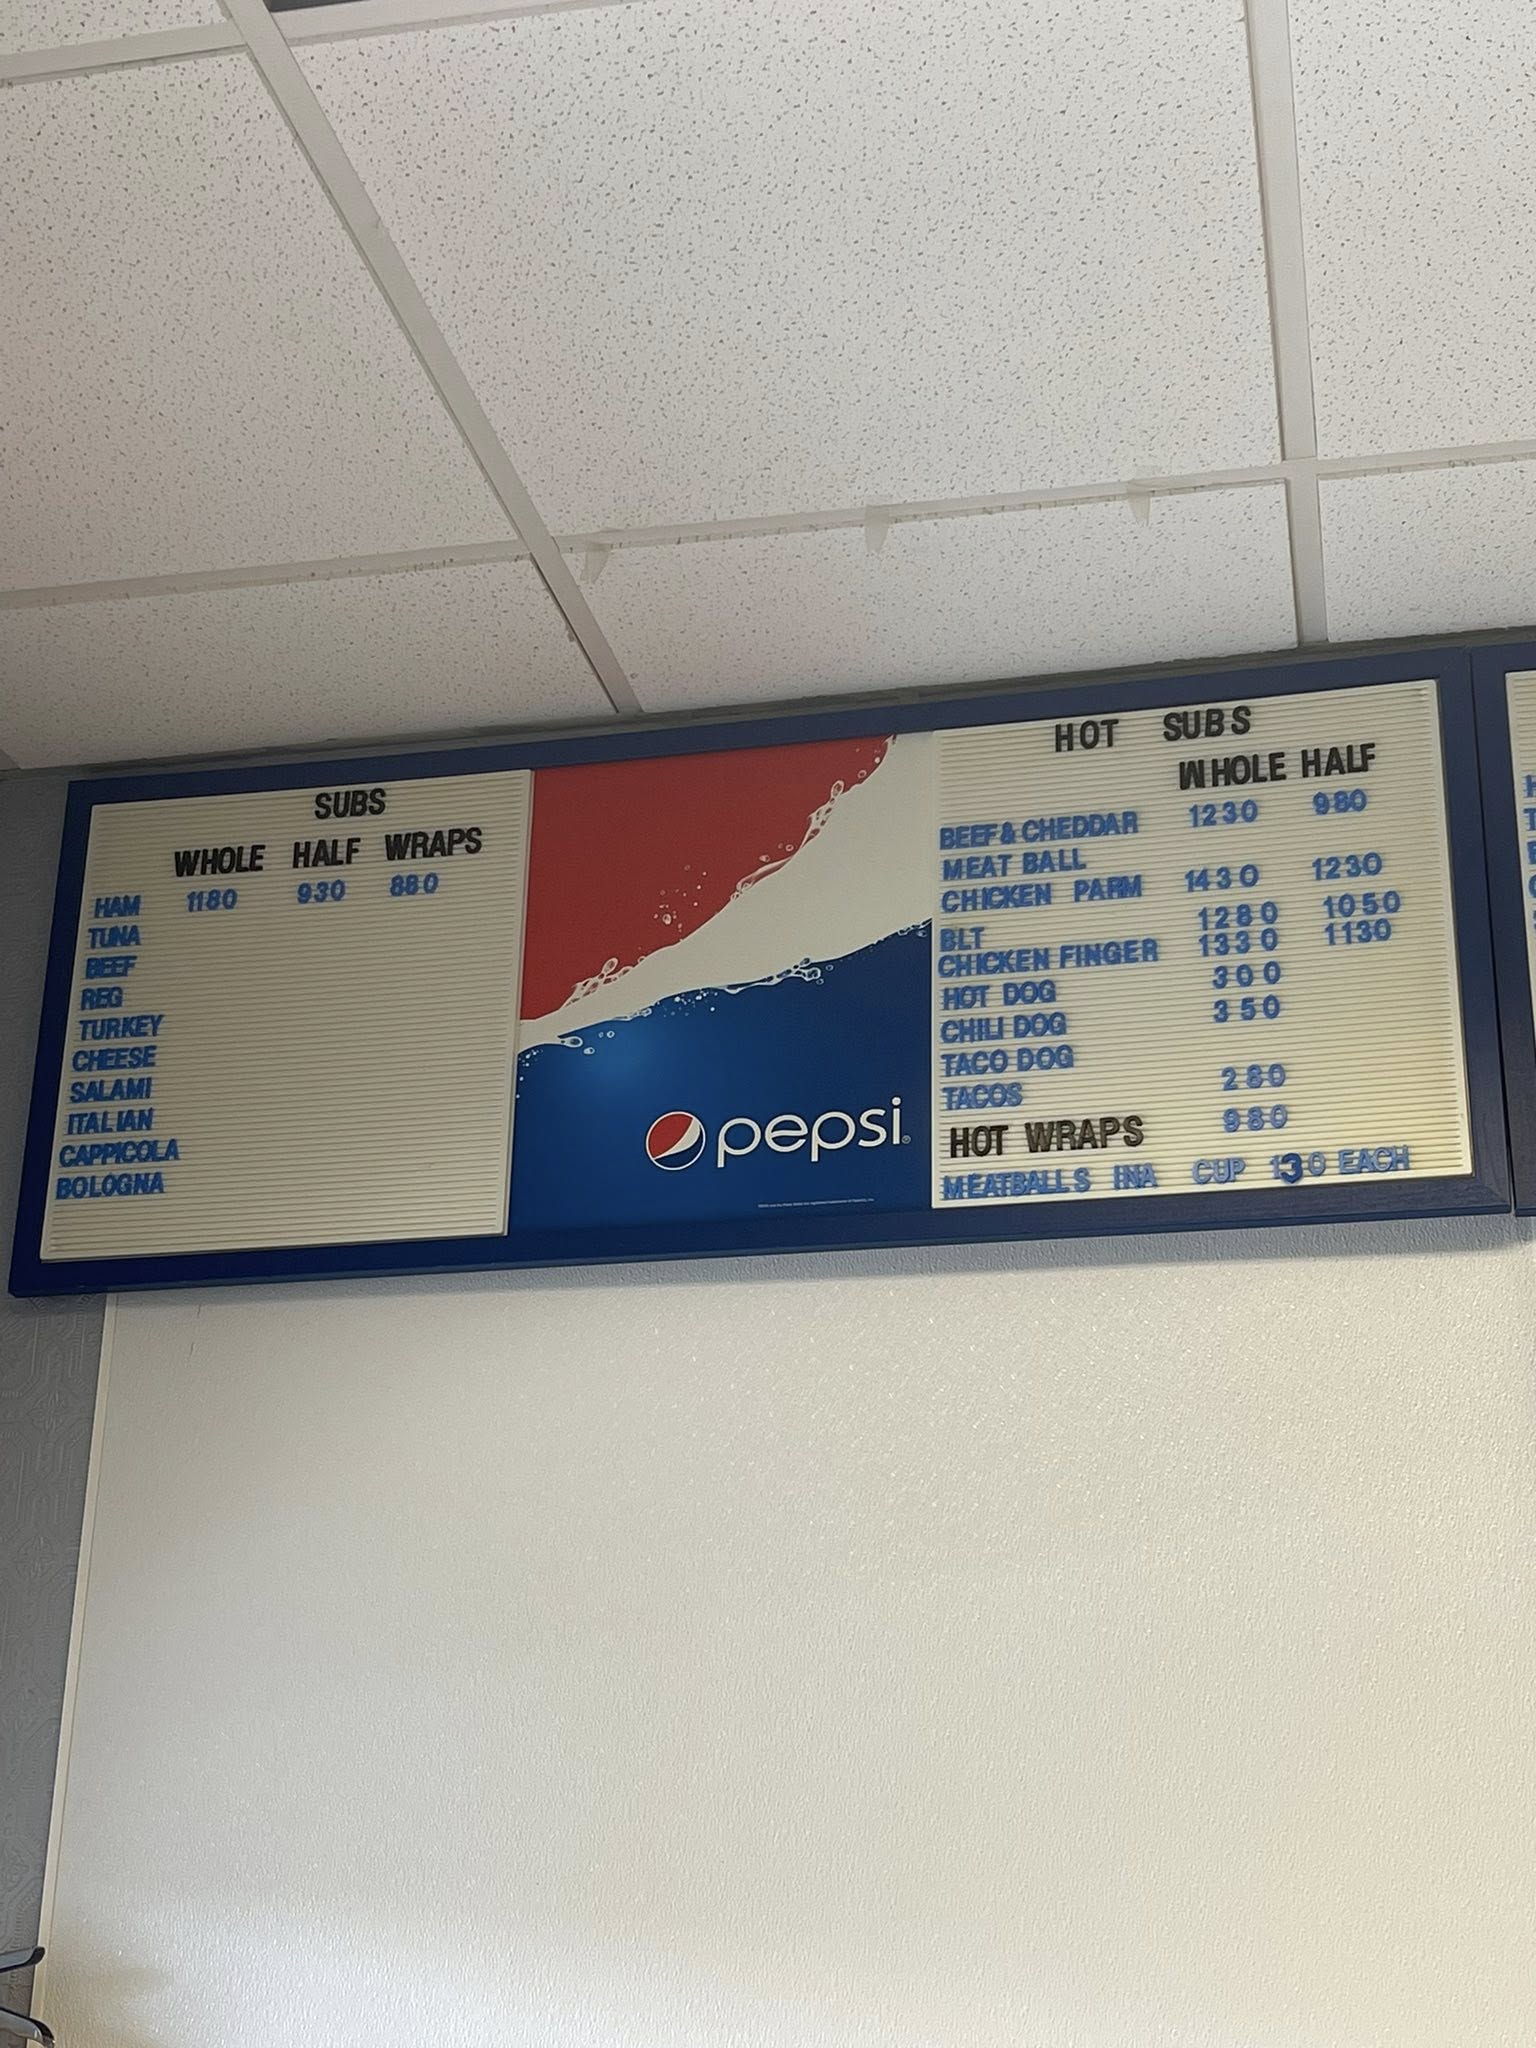 SUBS
WHOLE HALF WRAPS
HAM 1180 930 880
TUNA
BEEF
REG
TURKEY
CHEESE
SALAMI
ITALIAN
CAPPICOLA
BOLOGNA
pepsi
HOT SUBS
WHOLE HALF
BEEF & CHEDDAR 1230 980
MEAT BALL
CHICKEN PARM 1430 1230
BLT 1280 1050
CHICKEN FINGER 1330 1130
HOT DOG 300
CHILI DOG 350
TACO DOG
TACOS 280
HOT WRAPS 980
MEATBALLS INA CUP 130 EACH